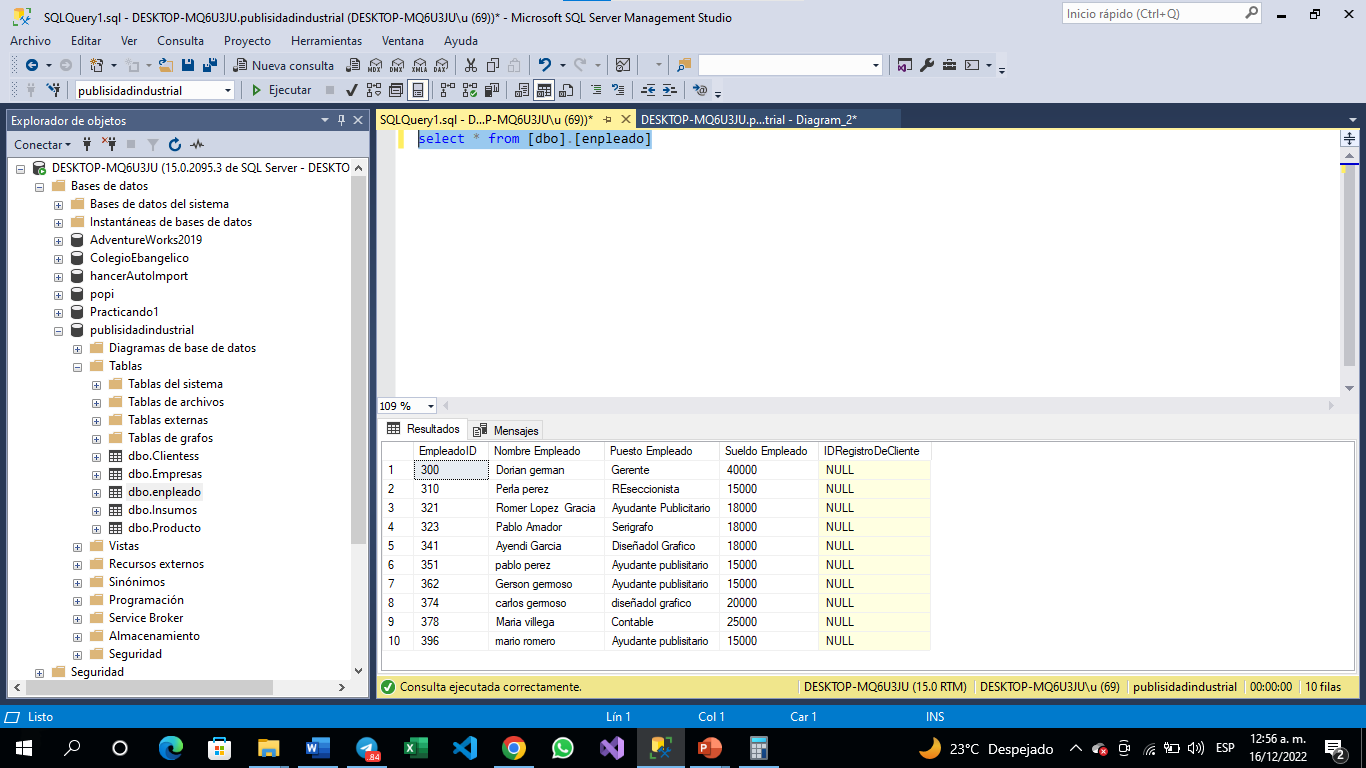 SQLQuery1.sql - DESKTOP-MQ6U3JU.publisidadindustrial (DESKTOP-MQ6U3JU\u (69))* - Microsoft SQL Server Management Studio
Inicio rápido (Ctrl+Q)
Archivo Editar Ver Consulta Proyecto Herramientas Ventana Ayuda
Nueva consulta MDX DMX XMLA DAX
publisidadindustrial Ejecutar
Explorador de objetos
SQLQuery1.sql - D...P-MQ6U3JU\u (69))* DESKTOP-MQ6U3JU.p...trial - Diagram_2*
Conectar
select * from [dbo].[enpleado]
DESKTOP-MQ6U3JU (15.0.2095.3 de SQL Server - DESKTO
Bases de datos
Bases de datos del sistema
Instantáneas de bases de datos
AdventureWorks2019
ColegioEbangelico
hancerAutoImport
popi
Practicando1
publisidadindustrial
Diagramas de base de datos
Tablas
Tablas del sistema
Tablas de archivos
Tablas externas
Tablas de grafos
dbo.Clientess
dbo.Empresas
dbo.enpleado
dbo.Insumos
dbo.Producto
Vistas
Recursos externos
Sinónimos
Programación
Service Broker
Almacenamiento
Seguridad
Seguridad
109 %
Resultados Mensajes
EmpleadoID Nombre Empleado Puesto Empleado Sueldo Empleado IDRegistroDeCliente
1 300 Dorian german Gerente 40000 NULL
2 310 Perla perez REseccionista 15000 NULL
3 321 Romer Lopez Gracia Ayudante Publicitario 18000 NULL
4 323 Pablo Amador Serigrafo 18000 NULL
5 341 Ayendi Garcia Diseñadol Grafico 18000 NULL
6 351 pablo perez Ayudante publisitario 15000 NULL
7 362 Gerson germoso Ayudante publisitario 15000 NULL
8 374 carlos germoso diseñadol grafico 20000 NULL
9 378 Maria villega Contable 25000 NULL
10 396 mario romero Ayudante publisitario 15000 NULL
Consulta ejecutada correctamente. DESKTOP-MQ6U3JU (15.0 RTM) DESKTOP-MQ6U3JU\u (69) publisidadindustrial 00:00:00 10 filas
Listo Lín 1 Col 1 Car 1 INS
84 23°C Despejado ESP 12:56 a. m.
16/12/2022 2